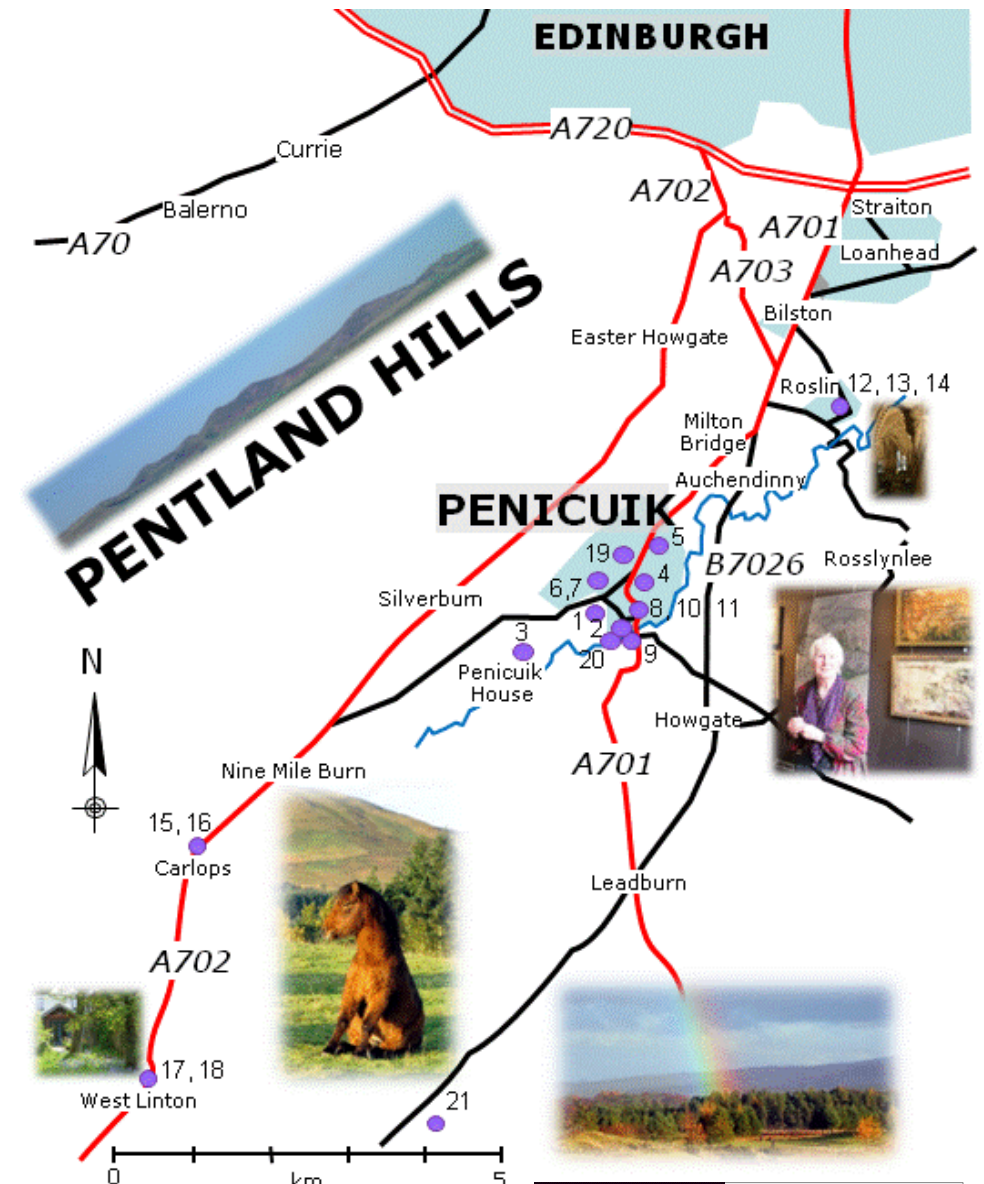 EDINBURGH
A720
Currie
A702
Balerno
Straiton
A701
A70
Loanhead
A703
Bilston
PENTLAND HILLS
Easter Howgate
Roslin 12, 13, 14
Milton
Bridge
Auchendinny
PENICUIK
5
19
B7026
Rosslynlee
4
6,7
Silverburn
8, 10, 11
1
2
3
9
20
N
Penicuik
House
Howgate
A701
Nine Mile Burn
15, 16
Carlops
Leadburn
A702
17, 18
West Linton
21
0
km
5